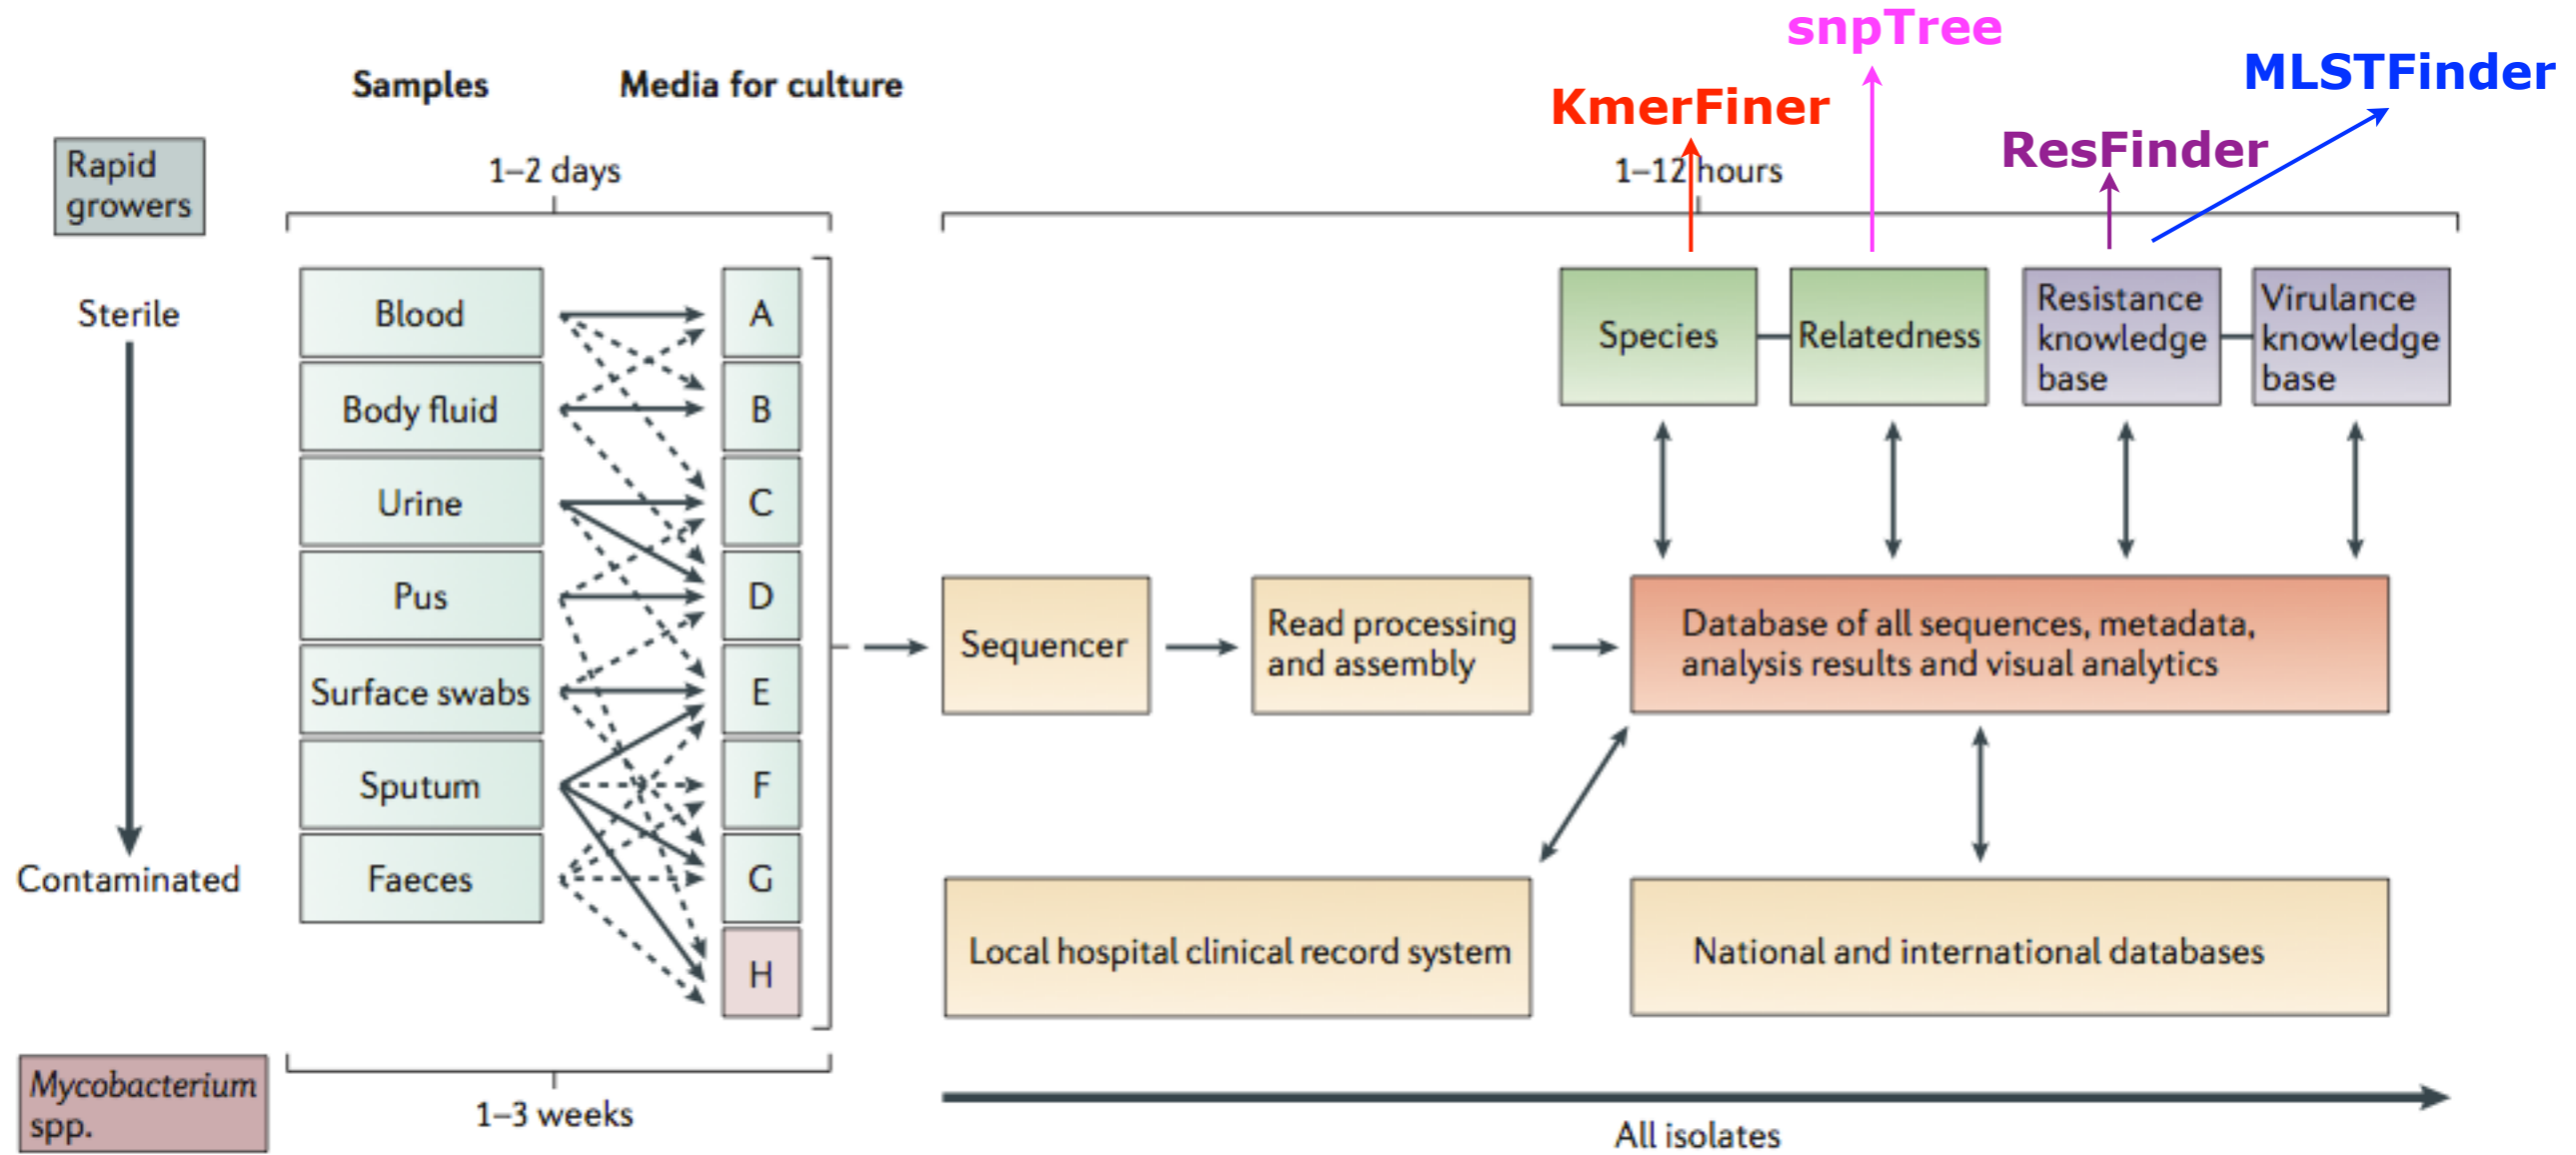 snpTree
MLSTFinder
KmerFiner
ResFinder
Samples
Media for culture
Rapid
growers
1–2 days
1–12 hours
Sterile
Contaminated
Blood
Body fluid
Urine
Pus
Surface swabs
Sputum
Faeces
A
B
C
D
E
F
G
H
Species
Relatedness
Resistance
knowledge
base
Virulance
knowledge
base
Sequencer
Read processing
and assembly
Database of all sequences, metadata,
analysis results and visual analytics
Local hospital clinical record system
National and international databases
Mycobacterium
spp.
1–3 weeks
All isolates